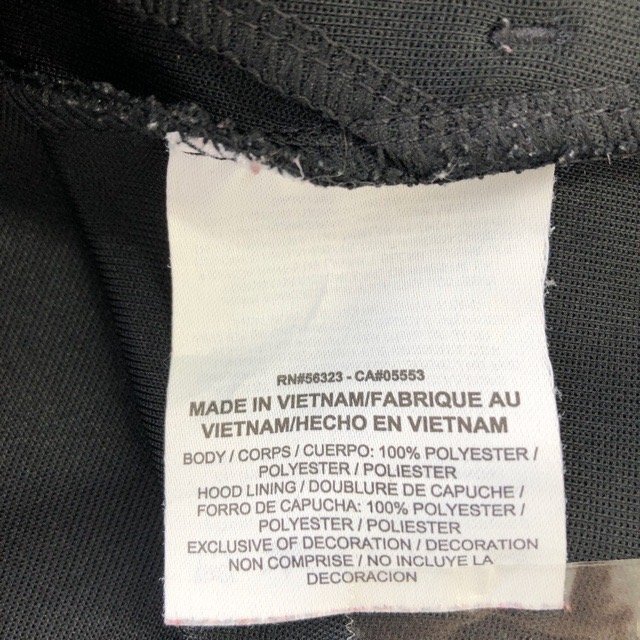 RN#56323 - CA#05553
MADE IN VIETNAM/FABRIQUE AU
VIETNAM/HECHO EN VIETNAM
BODY / CORPS / CUERPO: 100% POLYESTER /
POLYESTER / POLIESTER
HOOD LINING / DOUBLURE DE CAPUCHE /
FORRO DE CAPUCHA: 100% POLYESTER /
POLYESTER / POLIESTER
EXCLUSIVE OF DECORATION / DECORATION
NON COMPRISE / NO INCLUYE LA
DECORACION